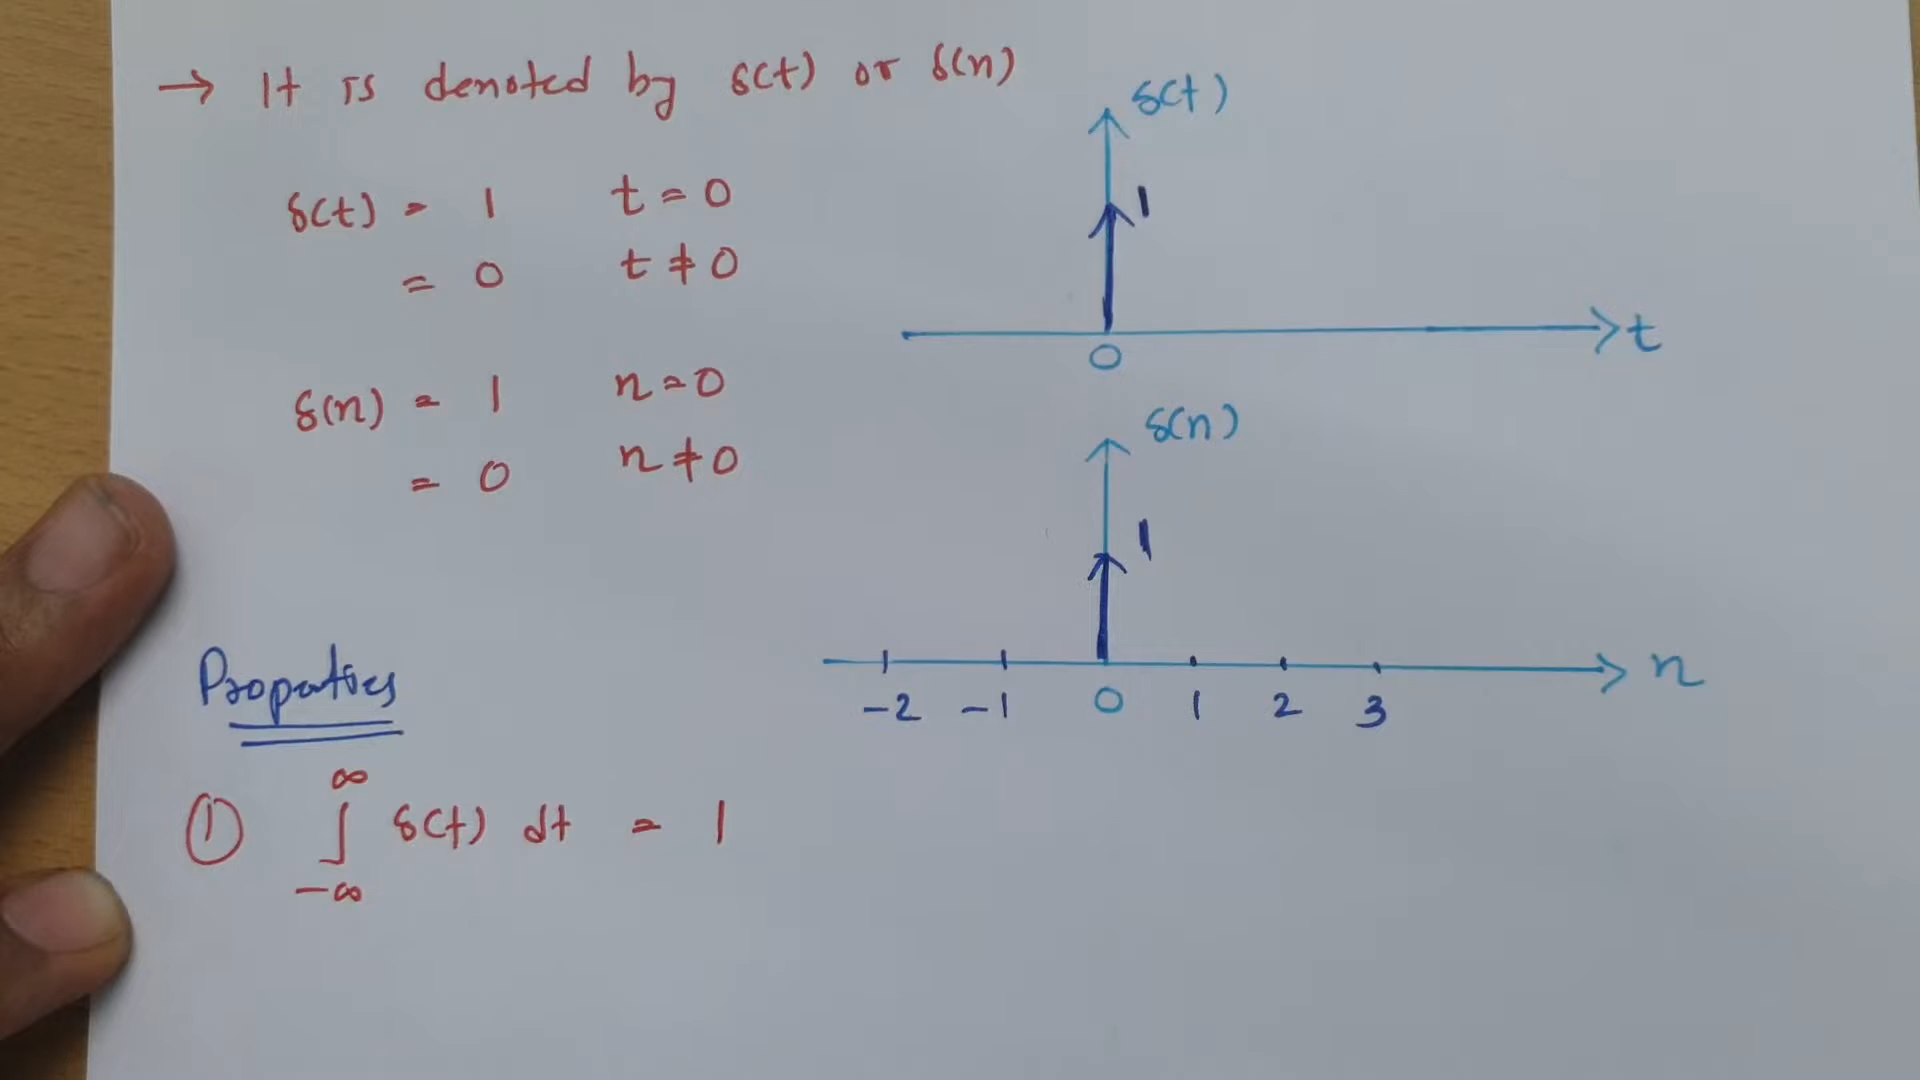 → It is denoted by δ(t) or δ(n)
δ(t) = 1 t = 0
= 0 t ≠ 0
δ(n) = 1 n = 0
= 0 n ≠ 0
δ(t)
1
0
t
δ(n)
1
-2 -1 0 1 2 3
n
Properties
① ∫_{-∞}^{∞} δ(t) dt = 1